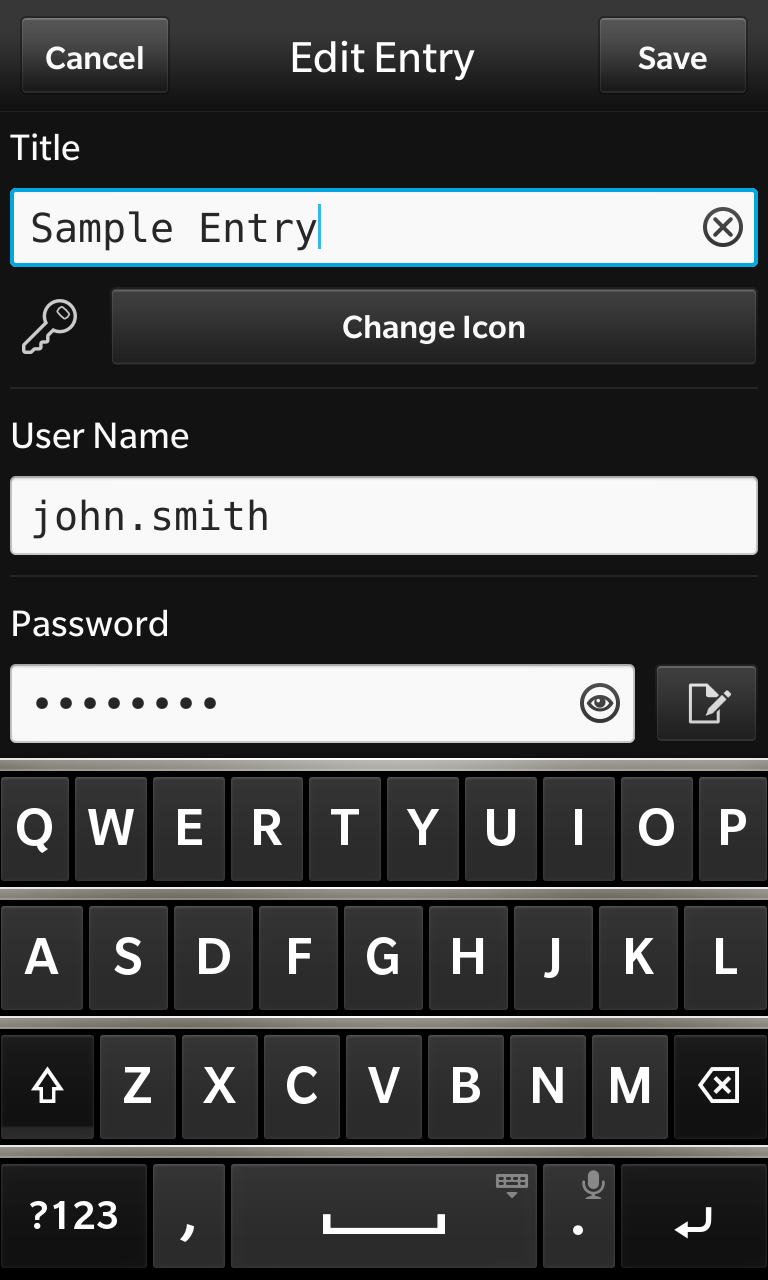 Cancel Edit Entry Save
Title
Sample Entry
Change Icon
User Name
john.smith
Password
••••••••
Q W E R T Y U I O P
A S D F G H J K L
Z X C V B N M
?123 , .